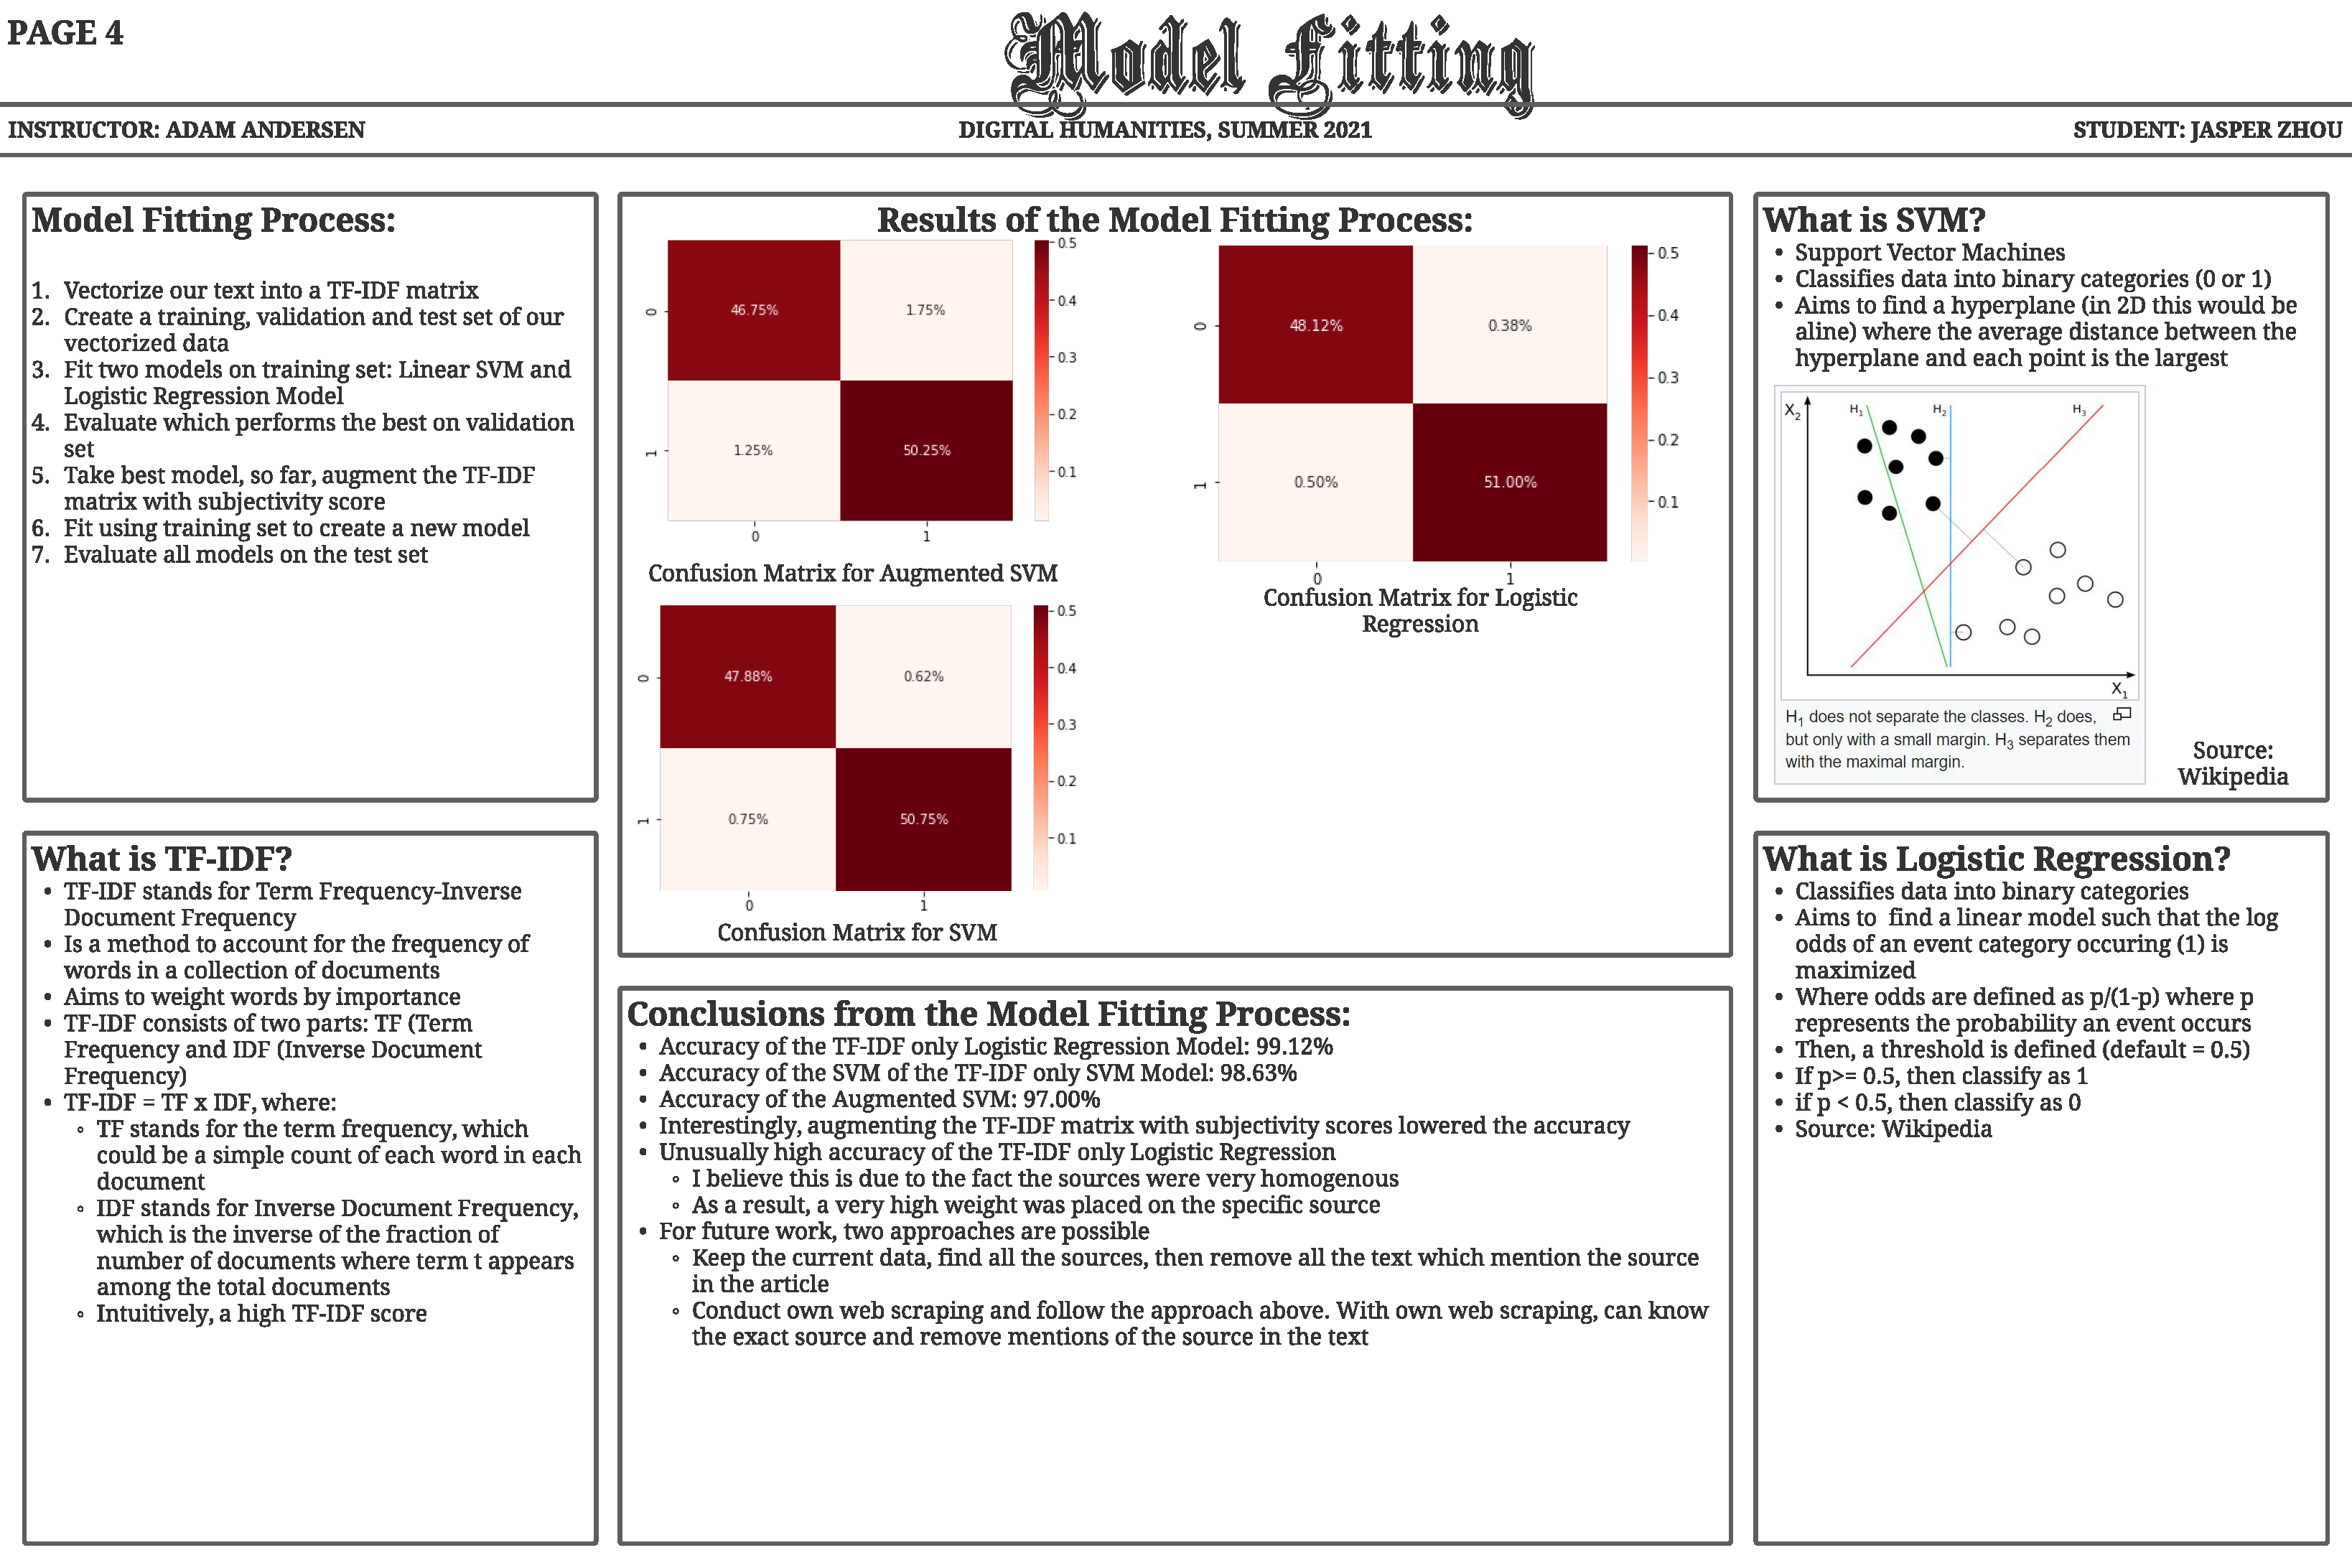 PAGE 4
Model Fitting
INSTRUCTOR: ADAM ANDERSEN
DIGITAL HUMANITIES, SUMMER 2021
STUDENT: JASPER ZHOU
Model Fitting Process:
1. Vectorize our text into a TF-IDF matrix
2. Create a training, validation and test set of our
vectorized data
3. Fit two models on training set: Linear SVM and
Logistic Regression Model
4. Evaluate which performs the best on validation
set
5. Take best model, so far, augment the TF-IDF
matrix with subjectivity score
6. Fit using training set to create a new model
7. Evaluate all models on the test set
What is TF-IDF?
• TF-IDF stands for Term Frequency-Inverse
Document Frequency
• Is a method to account for the frequency of
words in a collection of documents
• Aims to weight words by importance
• TF-IDF consists of two parts: TF (Term
Frequency and IDF (Inverse Document
Frequency)
• TF-IDF = TF x IDF, where:
◦ TF stands for the term frequency, which
could be a simple count of each word in each
document
◦ IDF stands for Inverse Document Frequency,
which is the inverse of the fraction of
number of documents where term t appears
among the total documents
◦ Intuitively, a high TF-IDF score
Results of the Model Fitting Process:
0
46.75%
1.75%
1
1.25%
50.25%
0
1
0.5
0.4
0.3
0.2
0.1
Confusion Matrix for Augmented SVM
0
48.12%
0.38%
1
0.50%
51.00%
0
1
0.5
0.4
0.3
0.2
0.1
Confusion Matrix for Logistic
Regression
0
47.88%
0.62%
1
0.75%
50.75%
0
1
0.5
0.4
0.3
0.2
0.1
Confusion Matrix for SVM
Conclusions from the Model Fitting Process:
• Accuracy of the TF-IDF only Logistic Regression Model: 99.12%
• Accuracy of the SVM of the TF-IDF only SVM Model: 98.63%
• Accuracy of the Augmented SVM: 97.00%
• Interestingly, augmenting the TF-IDF matrix with subjectivity scores lowered the accuracy
• Unusually high accuracy of the TF-IDF only Logistic Regression
◦ I believe this is due to the fact the sources were very homogenous
◦ As a result, a very high weight was placed on the specific source
• For future work, two approaches are possible
◦ Keep the current data, find all the sources, then remove all the text which mention the source
in the article
◦ Conduct own web scraping and follow the approach above. With own web scraping, can know
the exact source and remove mentions of the source in the text
What is SVM?
• Support Vector Machines
• Classifies data into binary categories (0 or 1)
• Aims to find a hyperplane (in 2D this would be
aline) where the average distance between the
hyperplane and each point is the largest
X2
H1
H2
H3
X1
H1 does not separate the classes. H2 does,
but only with a small margin. H3 separates them
with the maximal margin.
Source:
Wikipedia
What is Logistic Regression?
• Classifies data into binary categories
• Aims to find a linear model such that the log
odds of an event category occuring (1) is
maximized
• Where odds are defined as p/(1-p) where p
represents the probability an event occurs
• Then, a threshold is defined (default = 0.5)
• If p>= 0.5, then classify as 1
• if p < 0.5, then classify as 0
• Source: Wikipedia